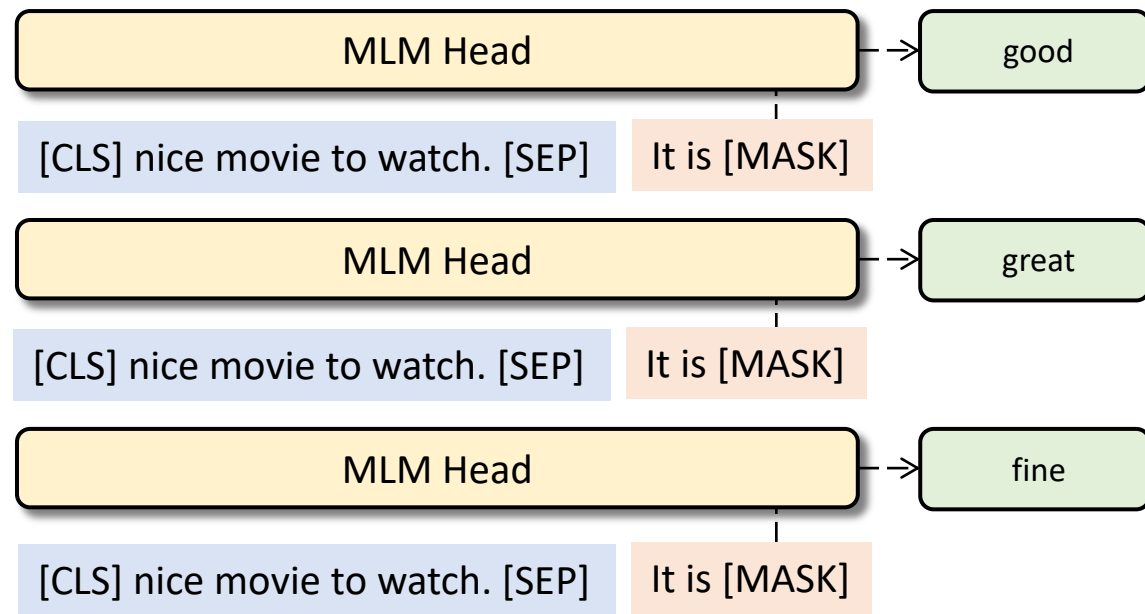 MLM Head
good
[CLS] nice movie to watch. [SEP]
It is [MASK]
MLM Head
great
[CLS] nice movie to watch. [SEP]
It is [MASK]
MLM Head
fine
[CLS] nice movie to watch. [SEP]
It is [MASK]